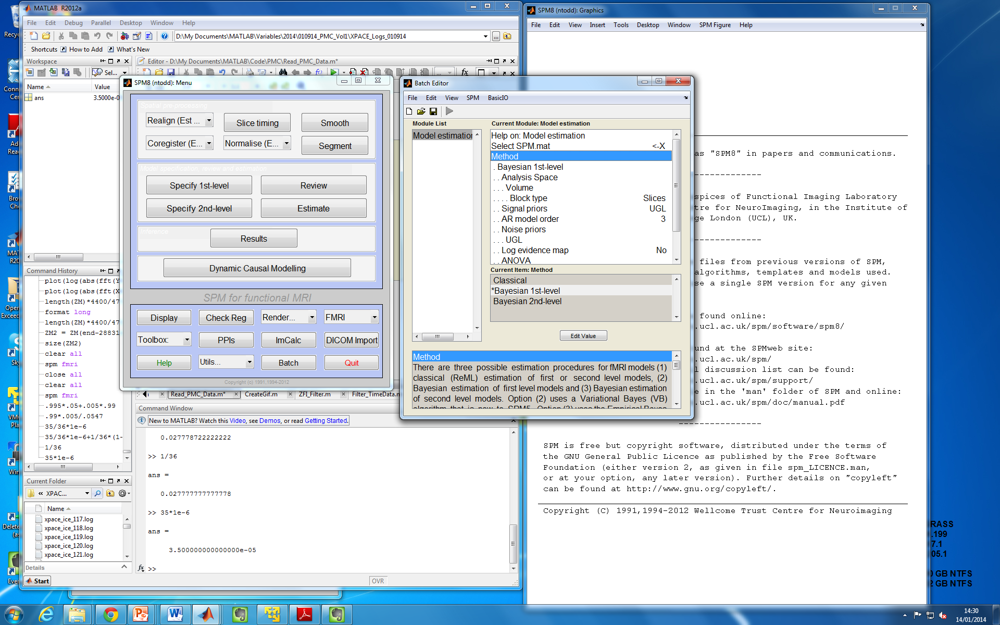 MATLAB R2012a
File Edit Debug Parallel Desktop Window Help
D:\My Documents\MATLAB\Variables\2014\010914_PMC_Vol1\XPACE_Logs_010914
Shortcuts How to Add What's New
Workspace
Sel...
Name Value
ans 3.5000e-0
Editor - D:\My Documents\MATLAB\Code\PMC\Read_PMC_Data.m*
SPM8 (ntodd): Menu
Spatial pre-processing
Realign (Est ... Slice timing Smooth
Coregister (E... Normalise (E... Segment
Model specification, review and estimation
Specify 1st-level Review
Specify 2nd-level Estimate
Inference
Results
Dynamic Causal Modelling
SPM for functional MRI
Display Check Reg Render... FMRI
Toolbox: PPIs ImCalc DICOM Import
Help Utils... Batch Quit
Copyright (c) 1991,1994-2012
Command History
plot(log(abs(fft(Y
plot(log(abs(fft(X
length(ZM)*4400/47
format long
length(ZM)*4400/47
ZM2 = ZM(end-28831
size(ZM2)
clear all
spm fmri
close all
clear all
spm fmri
.995*.05+.005*.99
.99*.005/.0547
35/36*1e-6
35/36*1e-6+1/36*(1-
1/36
35*1e-6
Current Folder
« XPAC...
Name
xpace_ice_117.log
xpace_ice_118.log
xpace_ice_119.log
xpace_ice_120.log
xpace_ice_121.log
Details
Start
Read_PMC_Data.m* CreateGif.m ZFI_Filter.m Filter_TimeData.m
Command Window
New to MATLAB? Watch this Video, see Demos, or read Getting Started.
0.027778722222222
>> 1/36
ans =
0.027777777777778
>> 35*1e-6
ans =
3.500000000000000e-05
fx >>
OVR
Batch Editor
File Edit View SPM BasicIO
Module List
Model estimation
Current Module: Model estimation
Help on: Model estimation
Select SPM.mat <-X
Method
. Bayesian 1st-level
. . Analysis Space
. . . Volume
. . . . Block type Slices
. . Signal priors UGL
. . AR model order 3
. . Noise priors
. . . UGL
. . Log evidence map No
. . ANOVA
Current Item: Method
Classical
*Bayesian 1st-level
Bayesian 2nd-level
Edit Value
Method
There are three possible estimation procedures for fMRI models (1)
classical (ReML) estimation of first or second level models, (2)
Bayesian estimation of first level models and (3) Bayesian estimation
of second level models. Option (2) uses a Variational Bayes (VB)
algorithm that is new to SPM5. Option (3) uses the Empirical Bayes
SPM8 (ntodd): Graphics
File Edit View Insert Tools Desktop Window SPM Figure Help
as "SPM8" in papers and communications.
----------------
spices of Functional Imaging Laboratory
tre for NeuroImaging, in the Institute of
ge London (UCL), UK.
----------------
files from previous versions of SPM,
algorithms, templates and models used.
se a single SPM version for any given
found online:
.ucl.ac.uk/spm/software/spm8/
und at the SPMweb site:
.ucl.ac.uk/spm/
l discussion list can be found:
.ucl.ac.uk/spm/support/
e in the 'man' folder of SPM and online:
.ucl.ac.uk/spm/doc/manual.pdf
----------------
SPM is free but copyright software, distributed under the terms of
the GNU General Public Licence as published by the Free Software
Foundation (either version 2, as given in file spm_LICENCE.man,
or at your option, any later version). Further details on "copyleft"
can be found at http://www.gnu.org/copyleft/.
Copyright (C) 1991,1994-2012 Wellcome Trust Centre for Neuroimaging
RASS
.199
7.1
05.1
0 GB NTFS
2 GB NTFS
14:30
14/01/2014